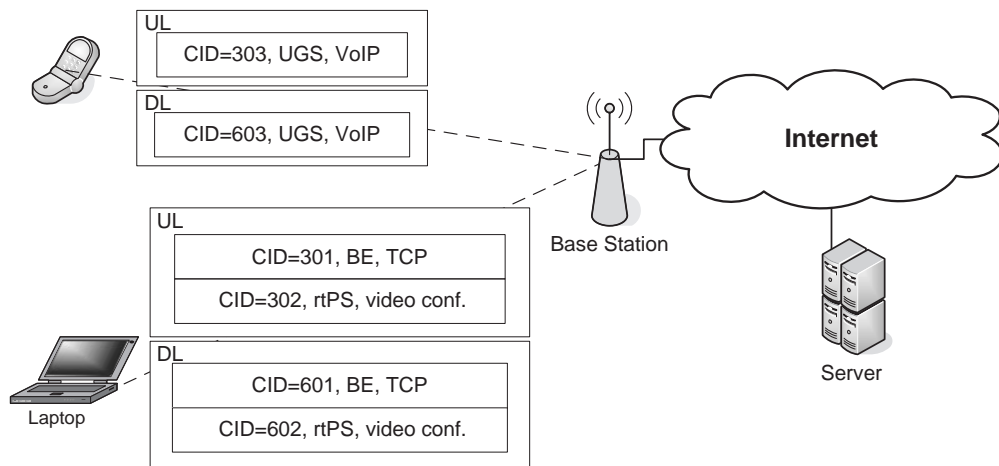 UL
CID=303, UGS, VoIP
DL
CID=603, UGS, VoIP
Internet
Base Station
UL
CID=301, BE, TCP
CID=302, rtPS, video conf.
DL
CID=601, BE, TCP
CID=602, rtPS, video conf.
Laptop
Server